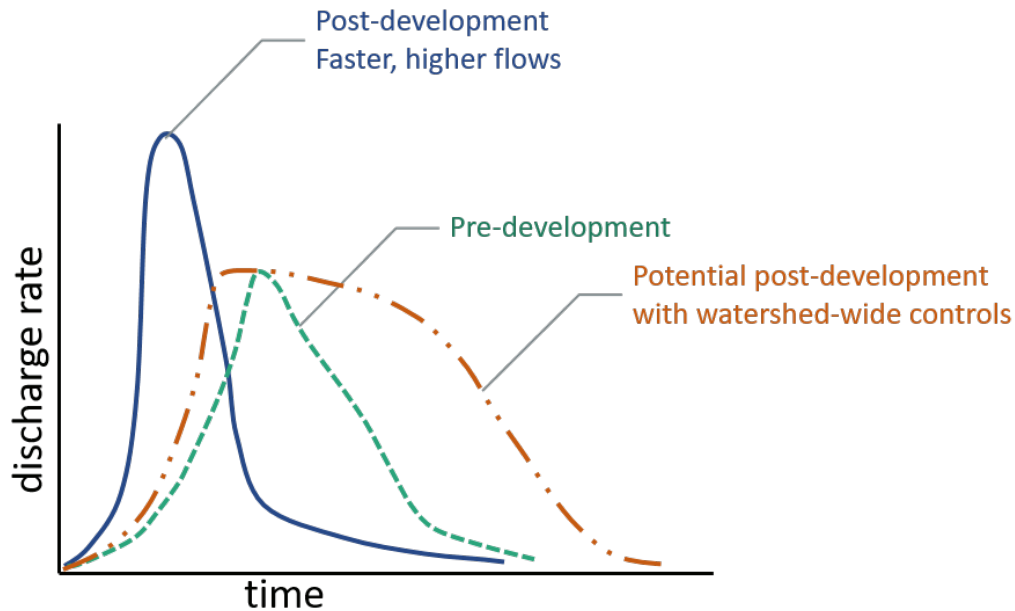 Post-development
Faster, higher flows
Pre-development
Potential post-development
with watershed-wide controls
discharge rate
time